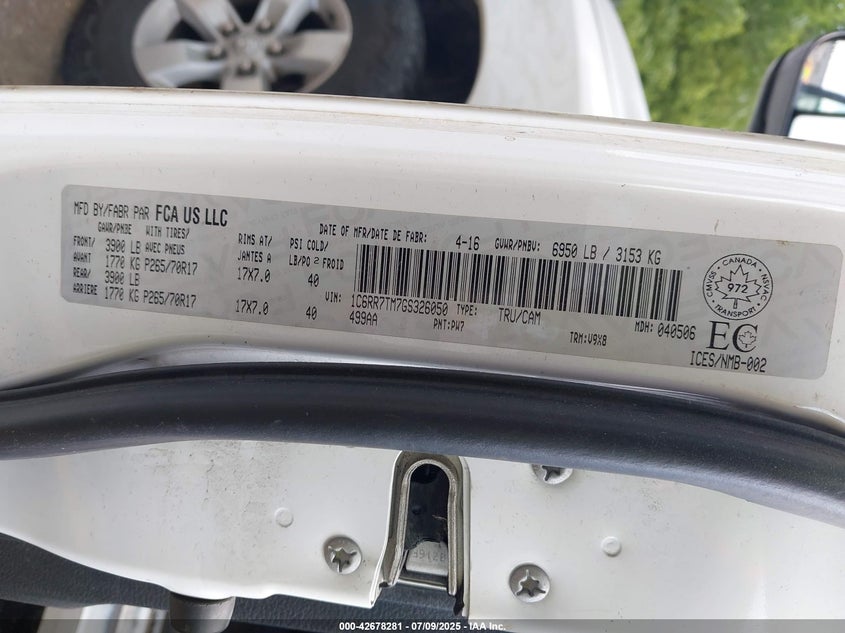 MFD BY/FABR PAR FCA US LLC
DATE OF MFR/DATE DE FABR: 4-16 GVWR/PNBV: 6950 LB / 3153 KG
GAWR/PNBE WITH TIRES/ RIMS AT/ PSI COLD/
AVEC PNEUS JANTES A LB/PO 2 FROID
FRONT/ 3900 LB
AVANT 1770 KG P265/70R17 17X7.0 40
REAR/ 3900 LB
ARRIERE 1770 KG P265/70R17 17X7.0 40
VIN: 1C6RR7TM7GS326050 TYPE: TRU/CAM MDH: 040506
499AA PNT:PW7 TRM:V9X8
CMVSS CANADA NSVAC
972
TRANSPORT
EC
ICES/NMB-002
000-42678281 - 07/09/2025 - IAA Inc.